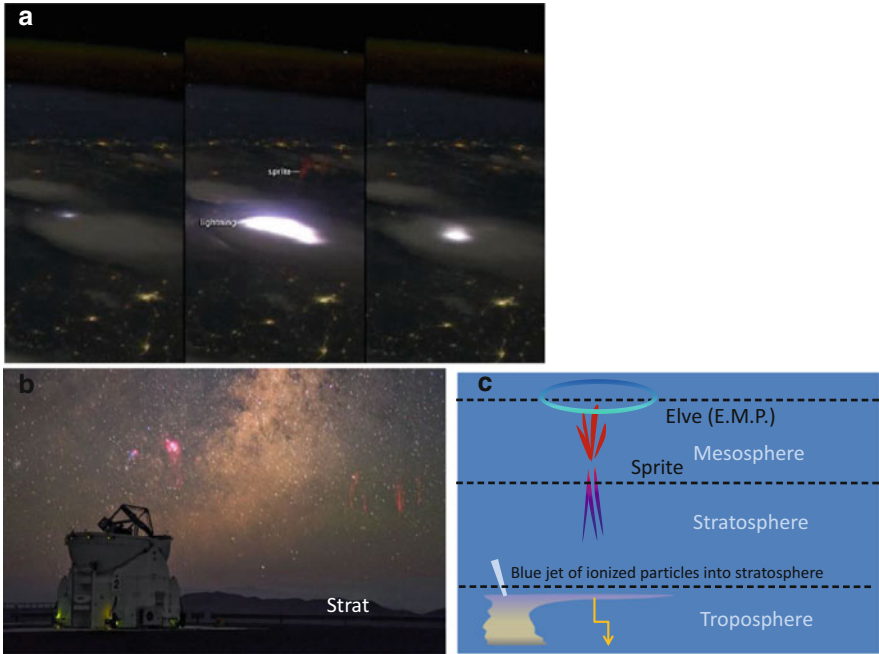 a
sprite
lightning
b
Strat
c
Elve (E.M.P.)
Mesosphere
Sprite
Stratosphere
Blue jet of ionized particles into stratosphere
Troposphere